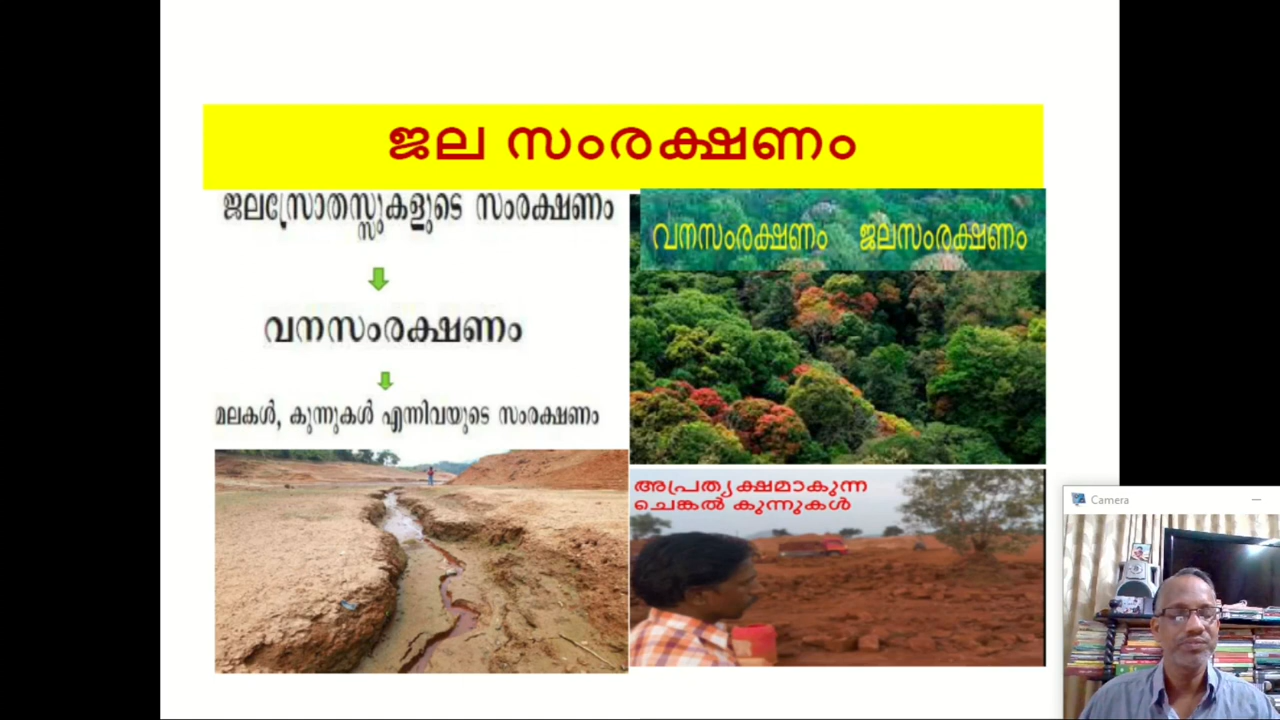 ജല സംരക്ഷണം
ജലസ്രോതസ്സുകളുടെ സംരക്ഷണം
വനസംരക്ഷണം
മലകൾ, കുന്നുകൾ എന്നിവയുടെ സംരക്ഷണം
വനസംരക്ഷണം ജലസംരക്ഷണം
അപ്രത്യക്ഷമാകുന്ന
ചെങ്കൽ കുന്നുകൾ
Camera